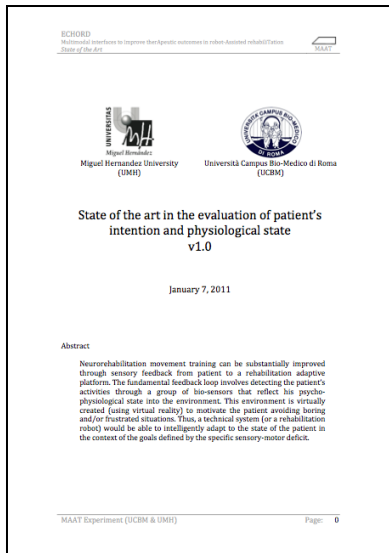 ECHORD
Multimodal interfaces to improve therApeutic outcomes in robot-Assisted rehabiliTation
State of the Art
MAAT
UNIVERSITAS
Miguel Hernández
UNIVERSITÀ CAMPUS BIO-MEDICO
DI ROMA
Miguel Hernandez University
(UMH)
Università Campus Bio-Medico di Roma
(UCBM)
State of the art in the evaluation of patient's
intention and physiological state
v1.0
January 7, 2011
Abstract
Neurorehabilitation movement training can be substantially improved
through sensory feedback from patient to a rehabilitation adaptive
platform. The fundamental feedback loop involves detecting the patient's
activities through a group of bio-sensors that reflect his psycho-
physiological state into the environment. This environment is virtually
created (using virtual reality) to motivate the patient avoiding boring
and/or frustrated situations. Thus, a technical system (or a rehabilitation
robot) would be able to intelligently adapt to the state of the patient in
the context of the goals defined by the specific sensory-motor deficit.
MAAT Experiment (UCBM & UMH)
Page: 0